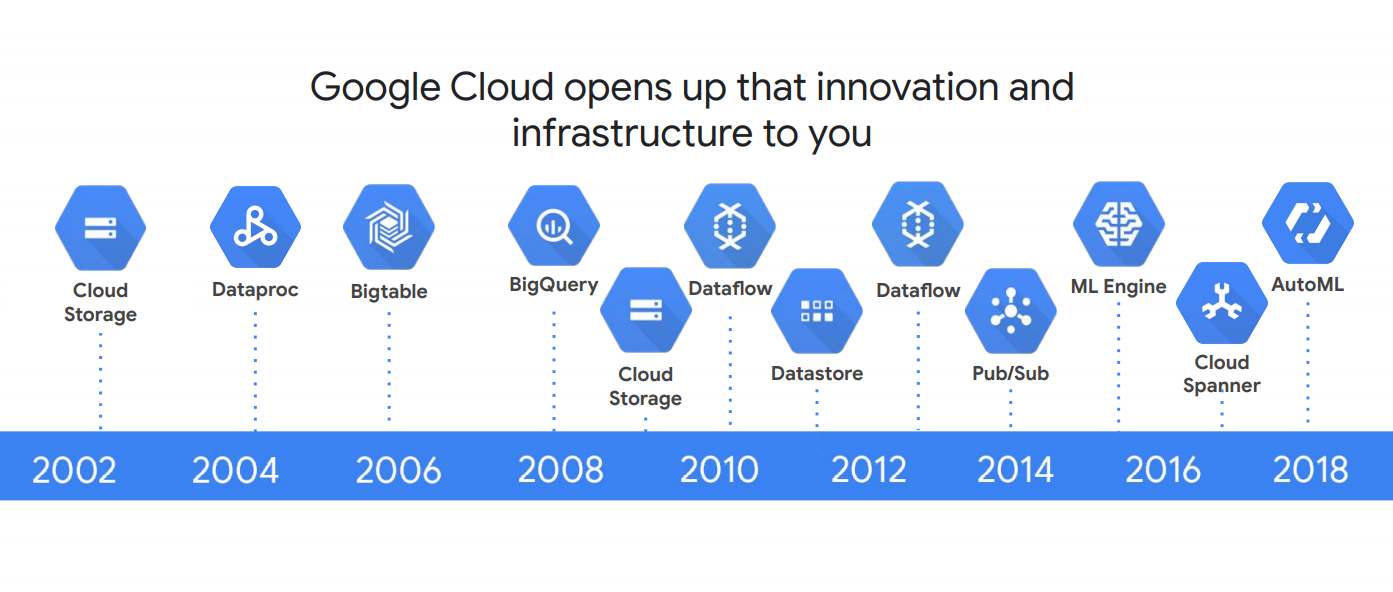 Google Cloud opens up that innovation and
infrastructure to you
Cloud
Storage
Dataproc
Bigtable
BigQuery
Cloud
Storage
Dataflow
Datastore
Dataflow
Pub/Sub
ML Engine
Cloud
Spanner
AutoML
2002
2004
2006
2008
2010
2012
2014
2016
2018